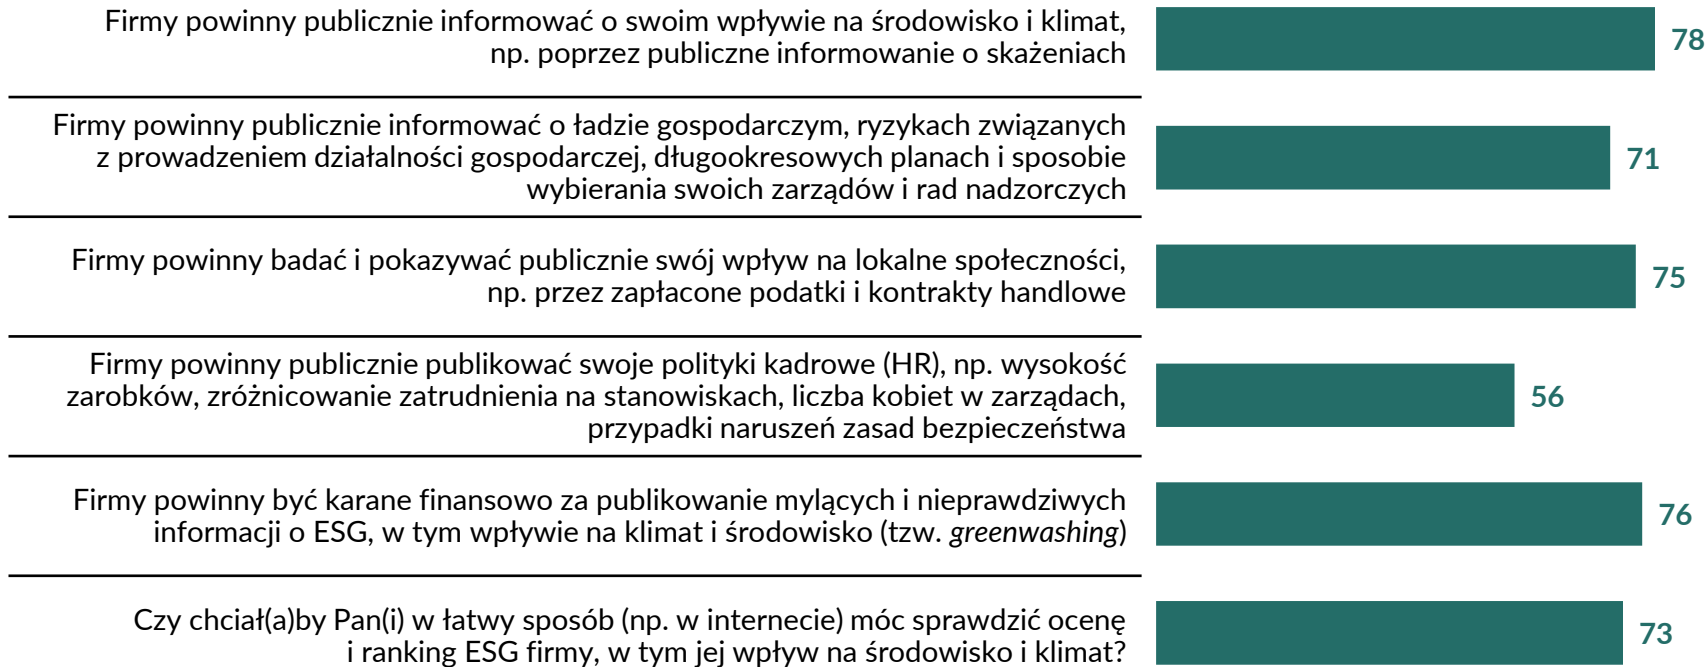 Firmy powinny publicznie informować o swoim wpływie na środowisko i klimat,
np. poprzez publiczne informowanie o skażeniach
78
Firmy powinny publicznie informować o ładzie gospodarczym, ryzykach związanych
z prowadzeniem działalności gospodarczej, długookresowych planach i sposobie
wybierania swoich zarządów i rad nadzorczych
71
Firmy powinny badać i pokazywać publicznie swój wpływ na lokalne społeczności,
np. przez zapłacone podatki i kontrakty handlowe
75
Firmy powinny publicznie publikować swoje polityki kadrowe (HR), np. wysokość
zarobków, zróżnicowanie zatrudnienia na stanowiskach, liczba kobiet w zarządach,
przypadki naruszeń zasad bezpieczeństwa
56
Firmy powinny być karane finansowo za publikowanie mylących i nieprawdziwych
informacji o ESG, w tym wpływie na klimat i środowisko (tzw. greenwashing)
76
Czy chciał(a)by Pan(i) w łatwy sposób (np. w internecie) móc sprawdzić ocenę
i ranking ESG firmy, w tym jej wpływ na środowisko i klimat?
73